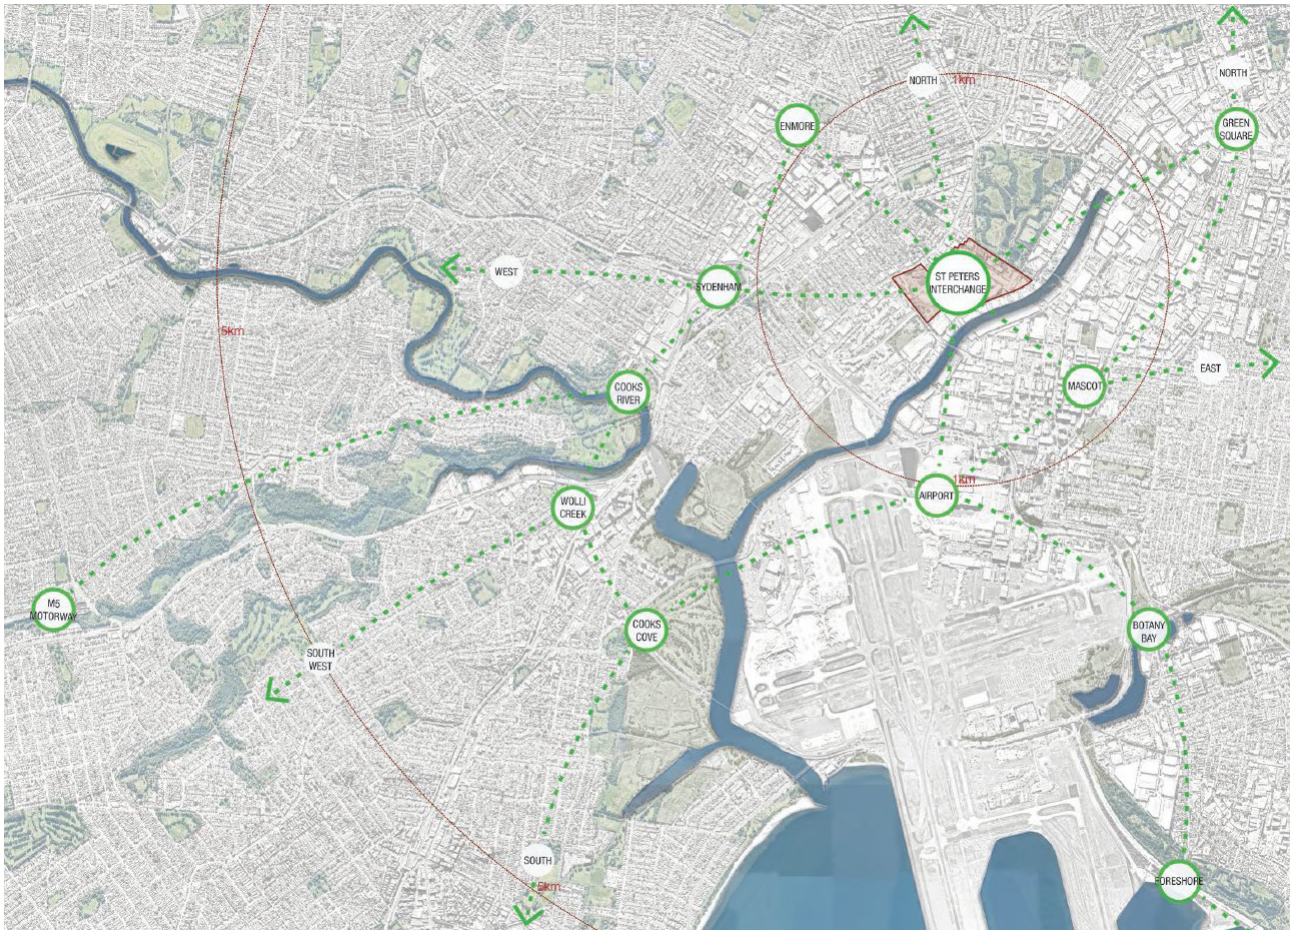 NORTH
1km
NORTH
ENMORE
GREEN
SQUARE
WEST
SYDENHAM
ST PETERS
INTERCHANGE
5km
COOKS
RIVER
MASCOT
EAST
1km
AIRPORT
WOLLI
CREEK
M5
MOTORWAY
COOKS
COVE
BOTANY
BAY
SOUTH
WEST
SOUTH
5km
FORESHORE